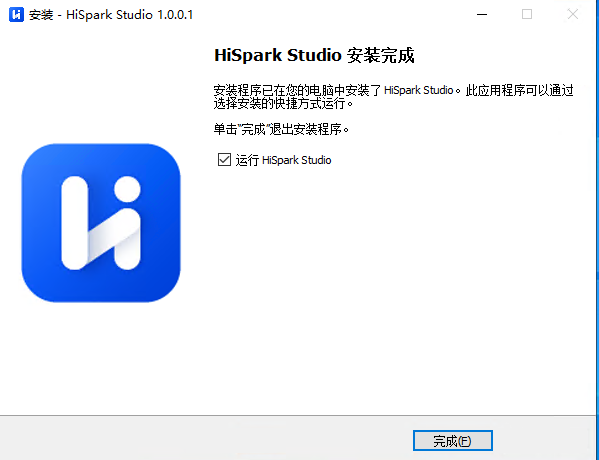 安装 - HiSpark Studio 1.0.0.1
HiSpark Studio 安装完成
安装程序已在您的电脑中安装了 HiSpark Studio。此应用程序可以通过
选择安装的快捷方式运行。
单击"完成"退出安装程序。
运行 HiSpark Studio
完成(F)